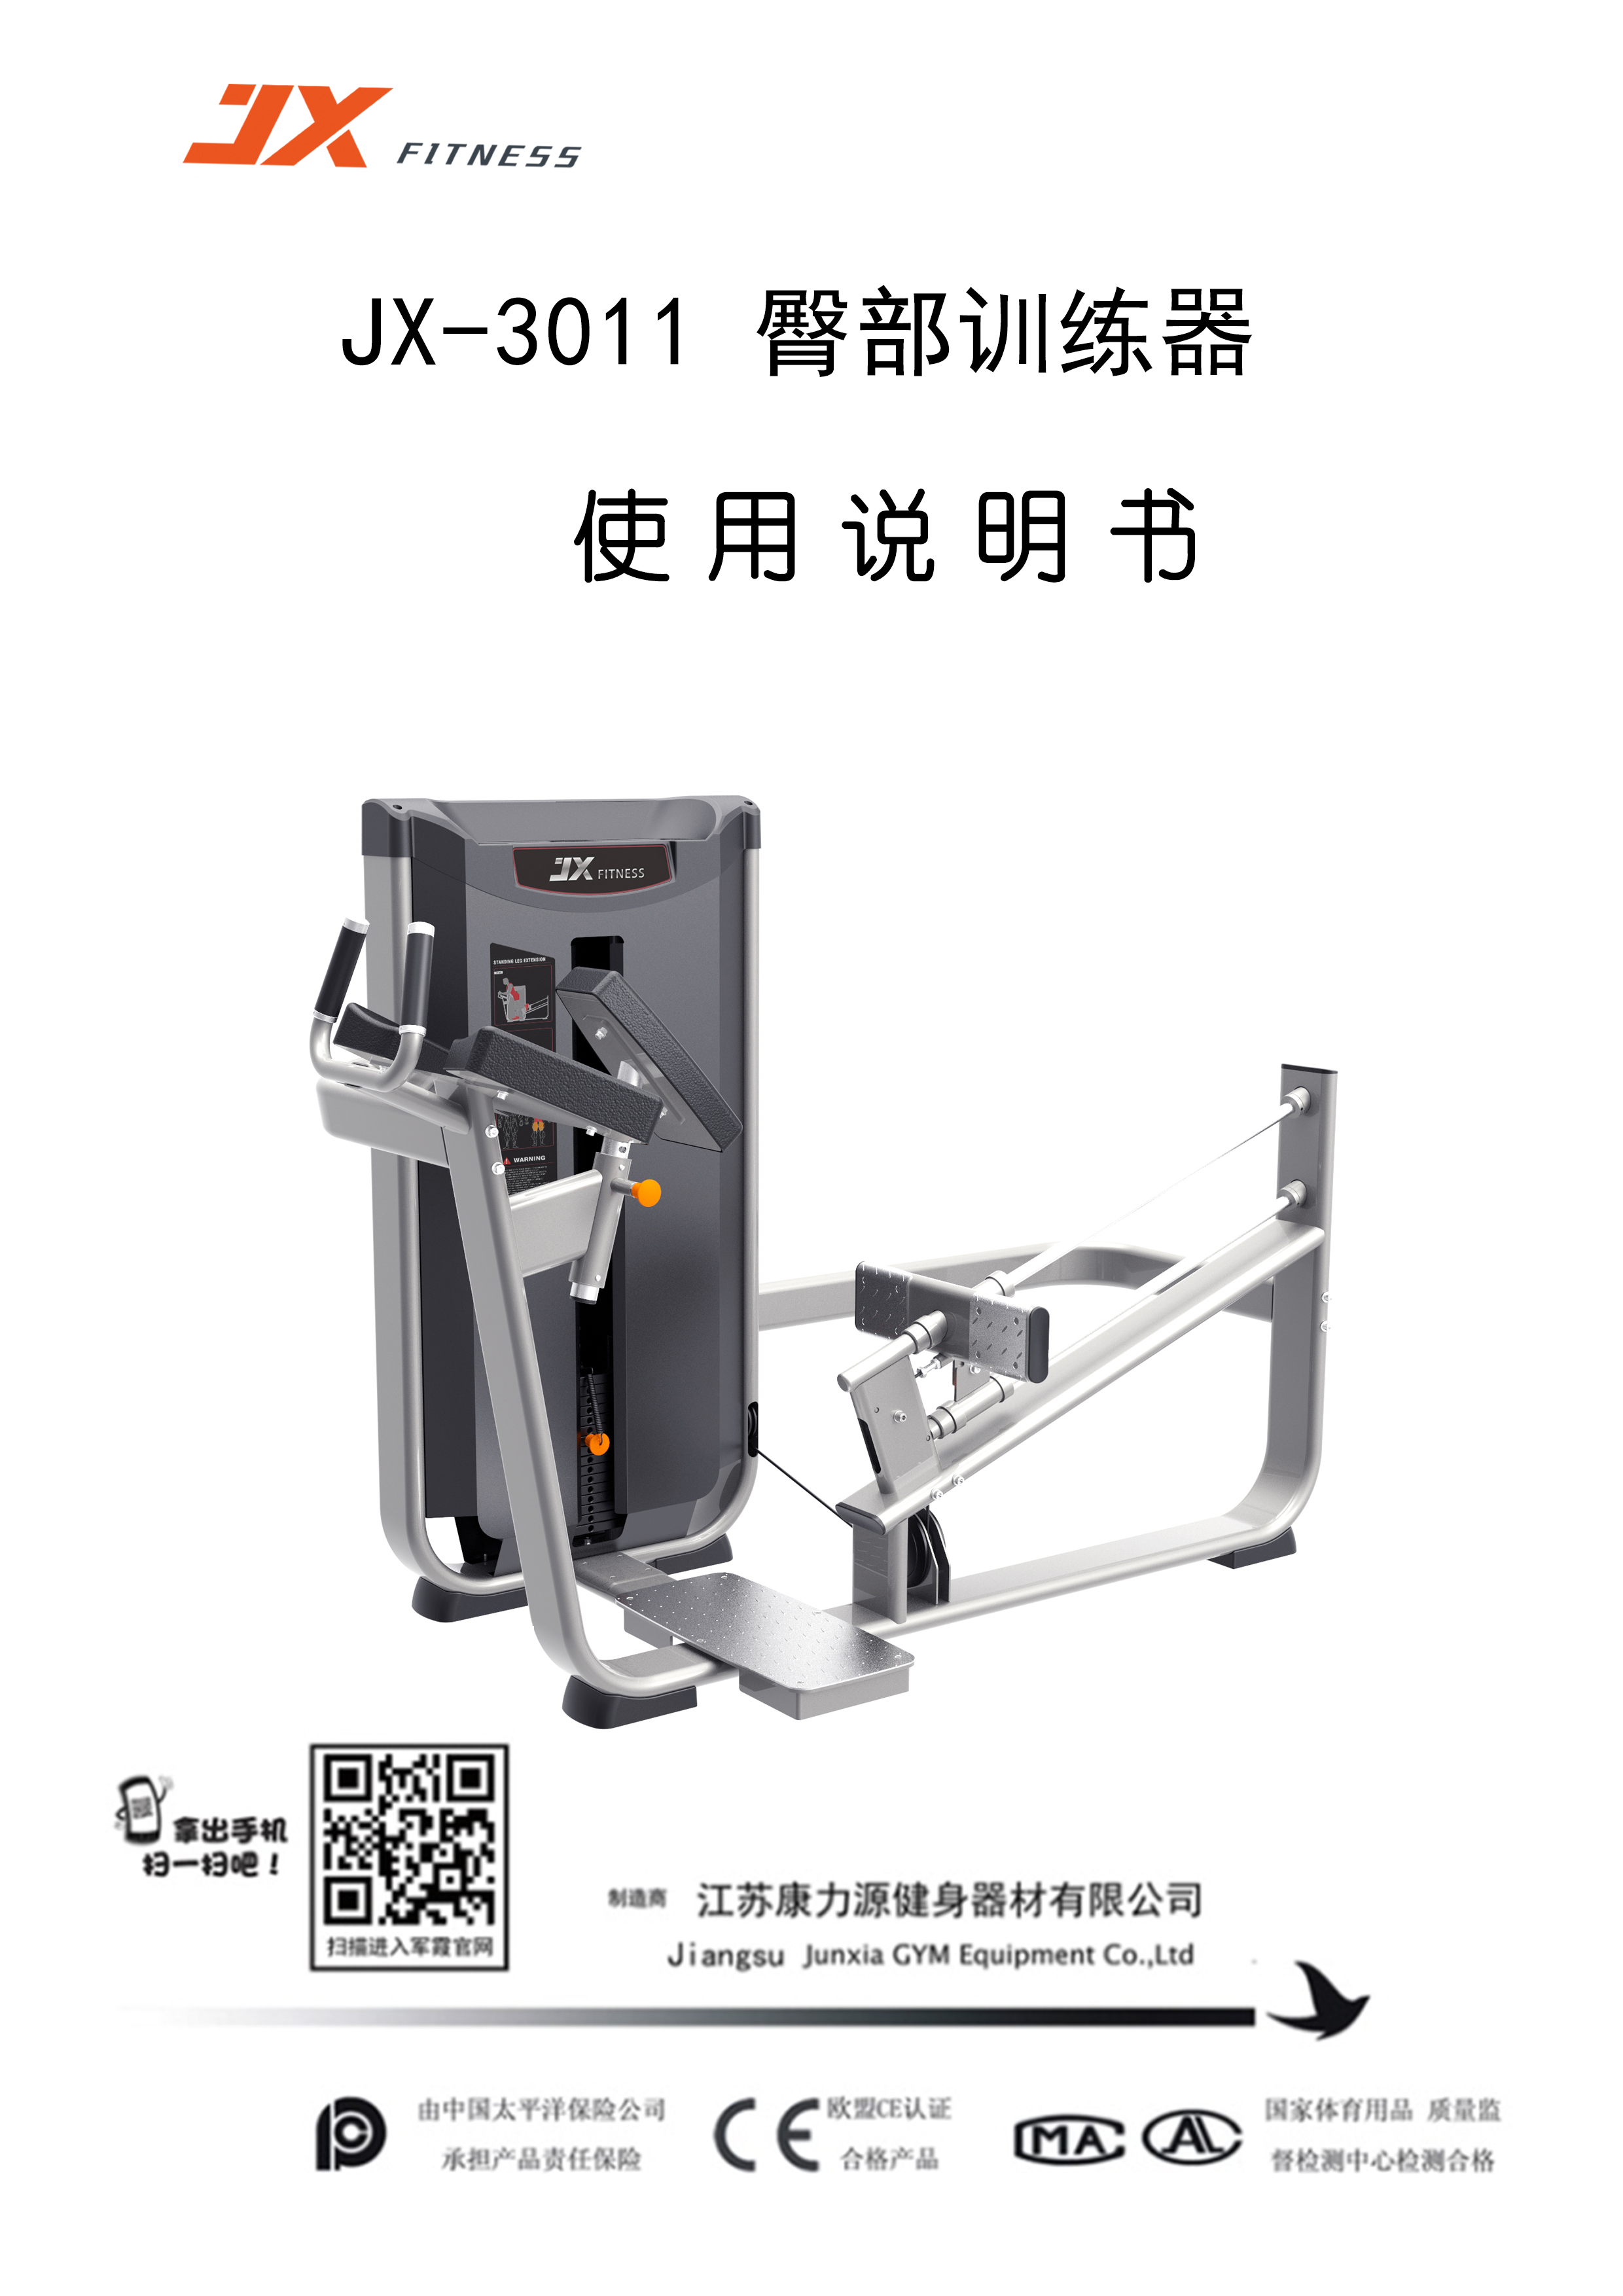 JX FITNESS
JX-3011 臀部训练器
使用说明书
JX FITNESS
STANDING LEG EXTENSION
WARNING
拿出手机
扫一扫吧！
扫描进入军霞官网
制造商 江苏康力源健身器材有限公司
Jiangsu Junxia GYM Equipment Co.,Ltd
由中国太平洋保险公司
承担产品责任保险
CE
欧盟CE认证
合格产品
MA
AL
国家体育用品 质量监
督检测中心检测合格